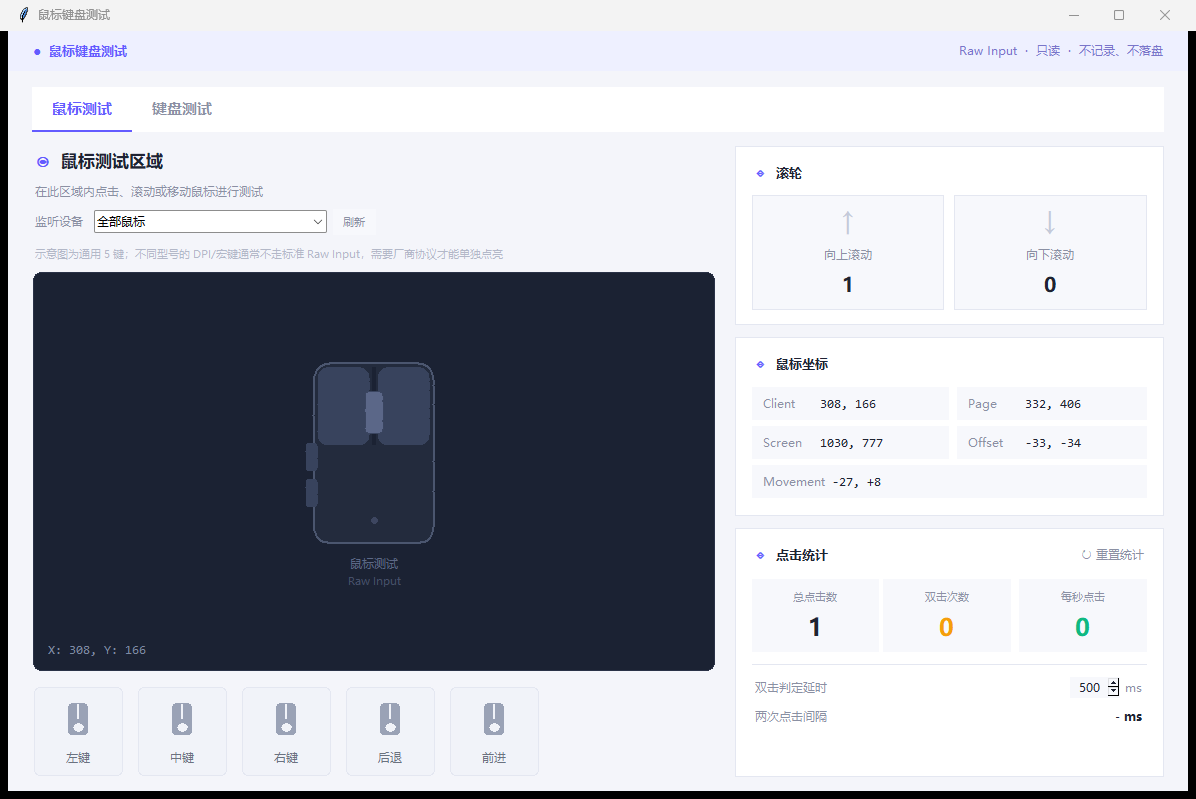 鼠标键盘测试
鼠标键盘测试
Raw Input · 只读 · 不记录、不落盘
鼠标测试 键盘测试
鼠标测试区域
在此区域内点击、滚动或移动鼠标进行测试
监听设备 全部鼠标 刷新
示意图为通用 5 键；不同型号的 DPI/宏键通常不走标准 Raw Input，需要厂商协议才能单独点亮
鼠标测试
Raw Input
X: 308, Y: 166
左键 中键 右键 后退 前进
滚轮
↑ ↓
向上滚动 向下滚动
1 0
鼠标坐标
Client 308, 166 Page 332, 406
Screen 1030, 777 Offset -33, -34
Movement -27, +8
点击统计 ↻ 重置统计
总点击数 双击次数 每秒点击
1 0 0
双击判定延时 500 ms
两次点击间隔 - ms